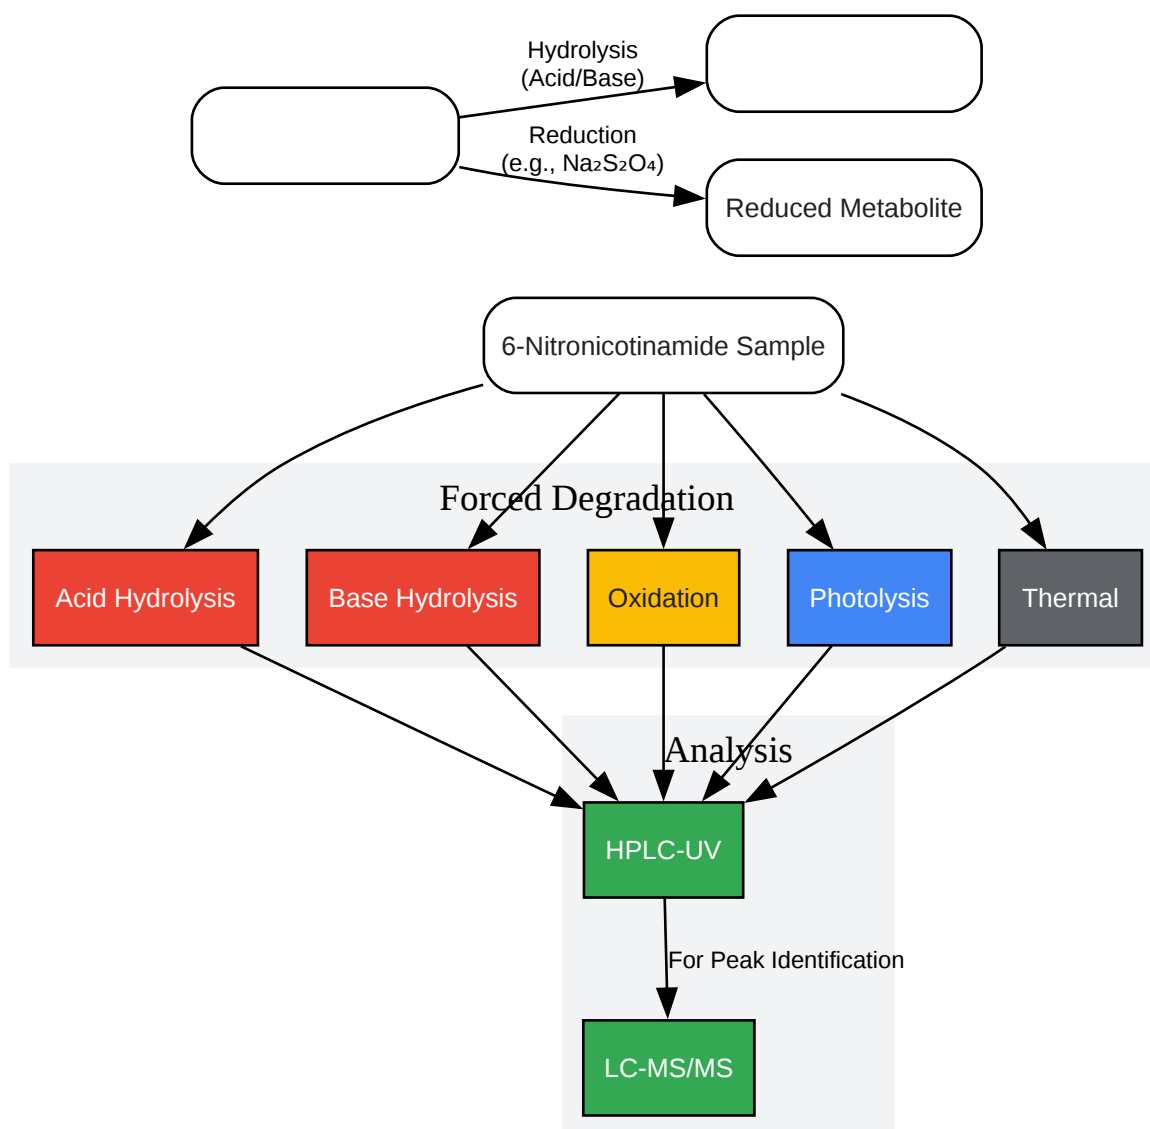 Hydrolysis
(Acid/Base)
Reduction
(e.g., Na₂S₂O₄)
Reduced Metabolite
6-Nitronicotinamide Sample
Forced Degradation
Acid Hydrolysis
Base Hydrolysis
Oxidation
Photolysis
Thermal
Analysis
HPLC-UV
For Peak Identification
LC-MS/MS